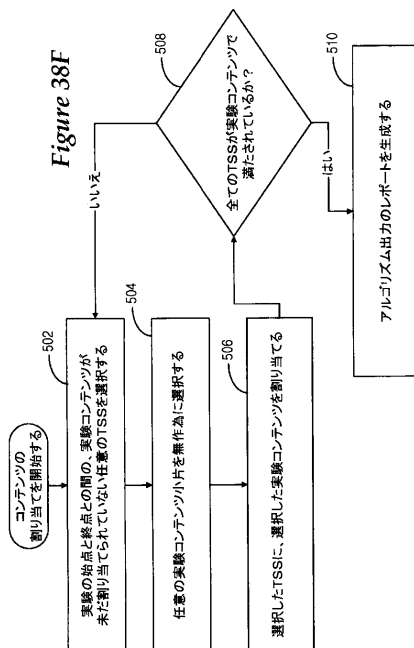 Figure 38F
コンテンツの
割り当てを開始する
502
実験の始点と終点との間の、実験コンテンツが
未だ割り当てられていない任意のTSSを選択する
504
任意の実験コンテンツ小片を無作為に選択する
506
選択したTSSに、選択した実験コンテンツを割り当てる
508
全てのTSSが実験コンテンツで
満たされているか?
いいえ
はい
510
アルゴリズム出力のレポートを生成する